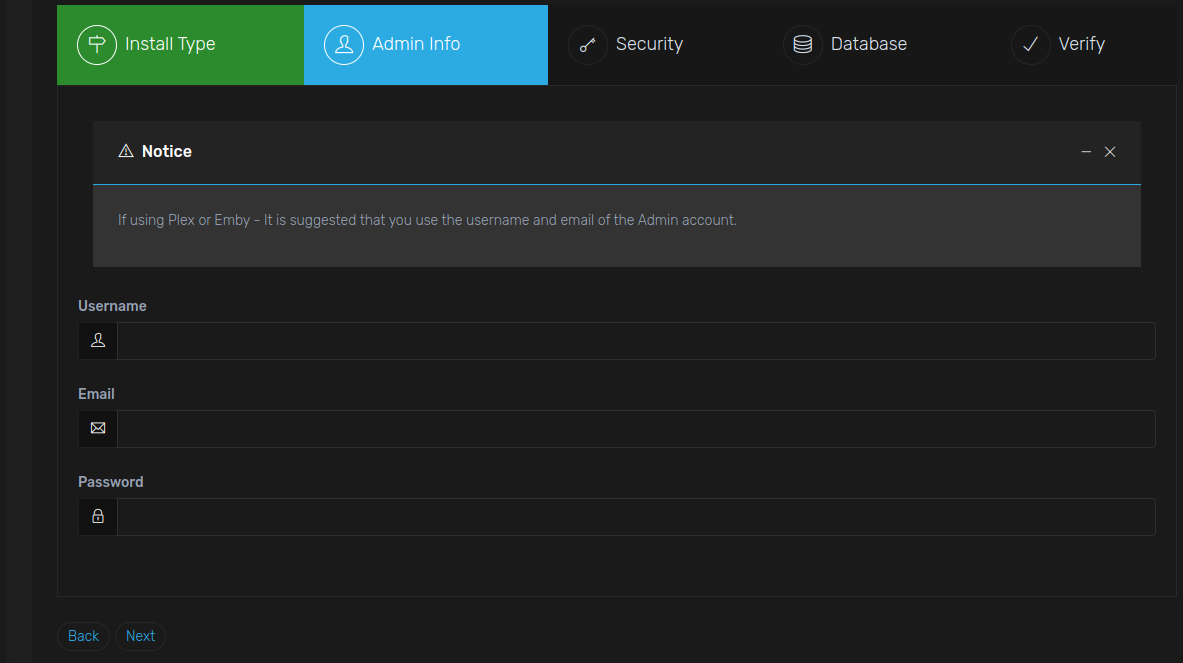 Install Type
Admin Info
Security
Database
Verify
Notice
If using Plex or Emby - It is suggested that you use the username and email of the Admin account.
Username
Email
Password
Back
Next